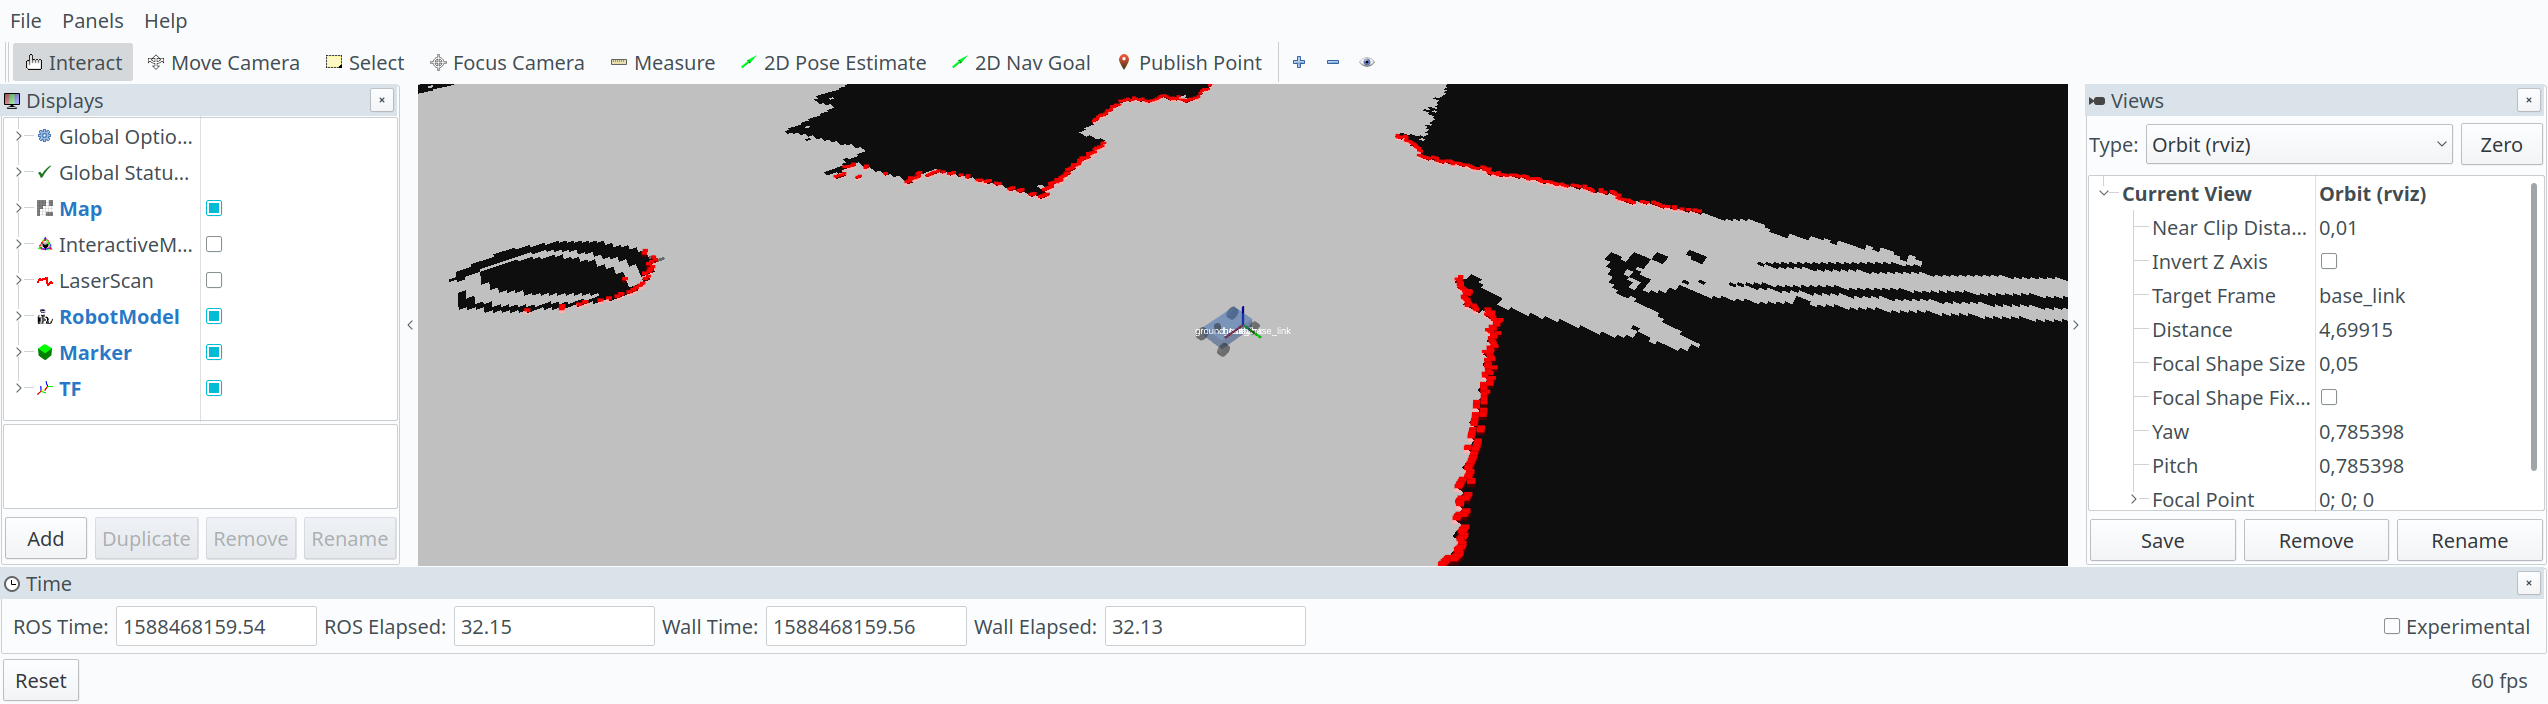 File Panels Help
Interact Move Camera Select Focus Camera Measure 2D Pose Estimate 2D Nav Goal Publish Point
Displays
Global Optio...
Global Statu...
Map
InteractiveM...
LaserScan
RobotModel
Marker
TF
Add Duplicate Remove Rename
Views
Type: Orbit (rviz) Zero
Current View Orbit (rviz)
Near Clip Dista... 0,01
Invert Z Axis
Target Frame base_link
Distance 4,69915
Focal Shape Size 0,05
Focal Shape Fix...
Yaw 0,785398
Pitch 0,785398
Focal Point 0; 0; 0
Save Remove Rename
Time
ROS Time: 1588468159.54 ROS Elapsed: 32.15 Wall Time: 1588468159.56 Wall Elapsed: 32.13 Experimental
Reset 60 fps